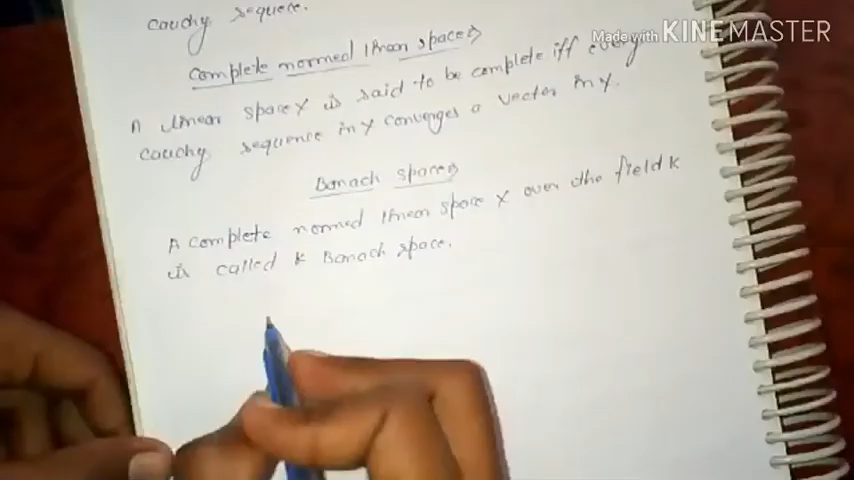 cauchy sequece.
Made with KINEMASTER
Complete normed linear spaces
A linear space X is said to be complete iff every
cauchy sequence in X converges a vector in X.
Banach spaces
A complete normed linear space X over the field K
is called K Banach space.